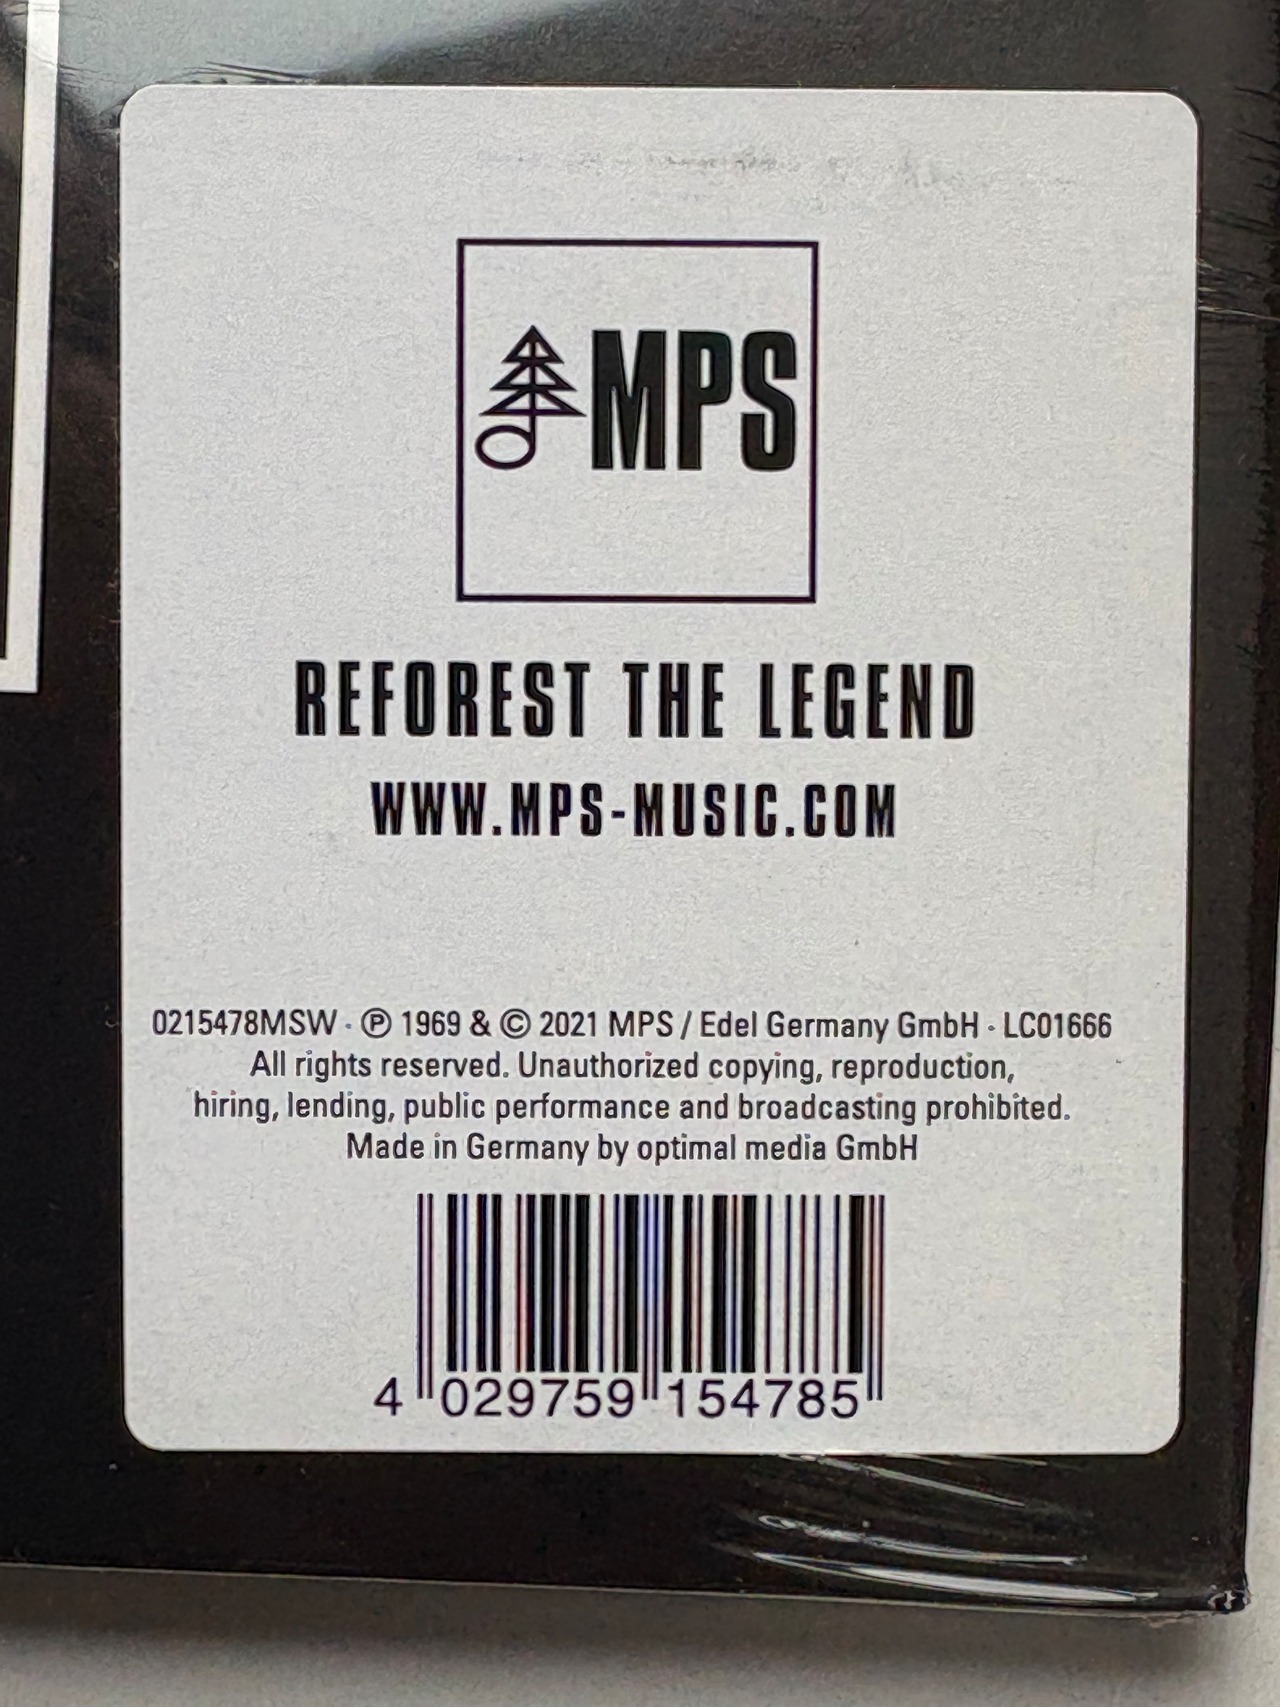 MPS
REFOREST THE LEGEND
WWW.MPS-MUSIC.COM
0215478MSW · ℗ 1969 & © 2021 MPS / Edel Germany GmbH · LC01666
All rights reserved. Unauthorized copying, reproduction,
hiring, lending, public performance and broadcasting prohibited.
Made in Germany by optimal media GmbH
4 029759 154785